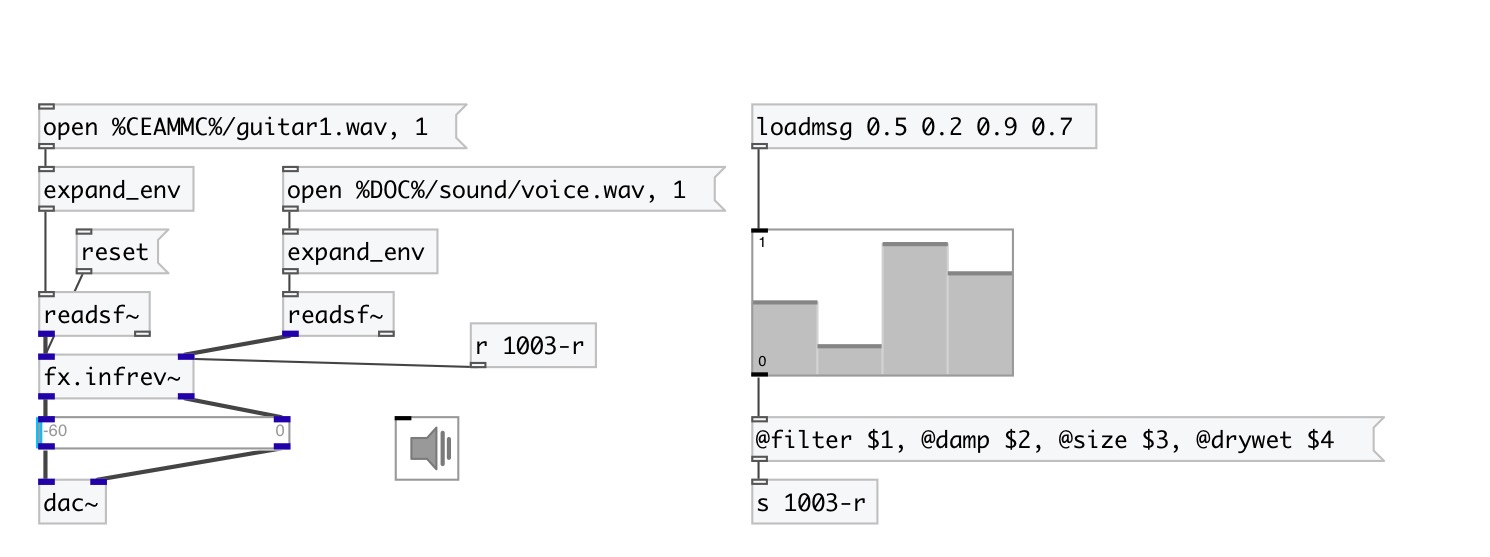 open %CEAMMC%/guitar1.wav, 1
loadmsg 0.5 0.2 0.9 0.7
expand_env
open %DOC%/sound/voice.wav, 1
reset
expand_env
1
readsf~
readsf~
r 1003-r
0
fx.infrev~
-60
0
@filter $1, @damp $2, @size $3, @drywet $4
dac~
s 1003-r